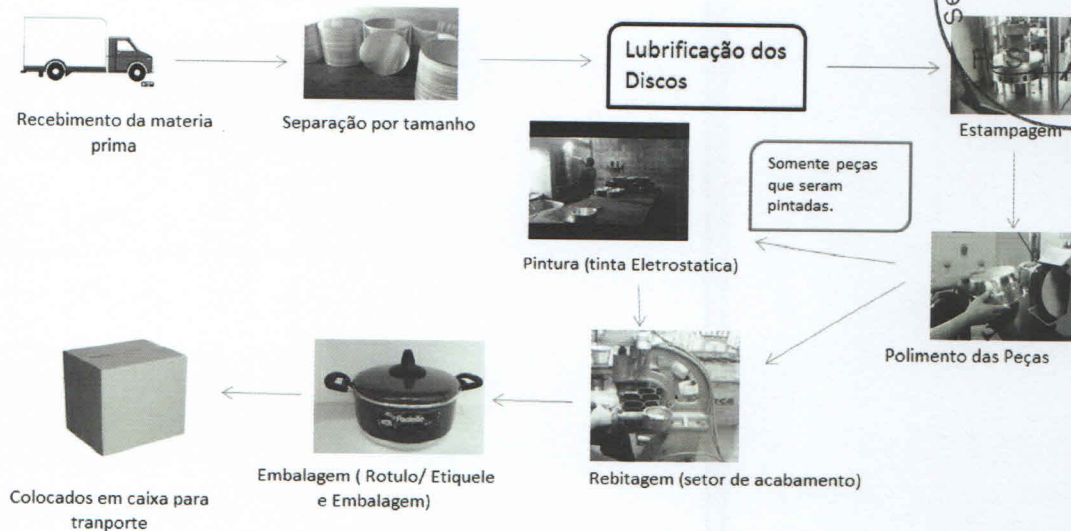 Recebimento da materia
prima
Separação por tamanho
Lubrificação dos
Discos
Estampagem
Somente peças
que seram
pintadas.
Pintura (tinta Eletrostatica)
Polimento das Peças
Rebitagem (setor de acabamento)
Embalagem ( Rotulo/ Etiquele
e Embalagem)
Colocados em caixa para
tranporte